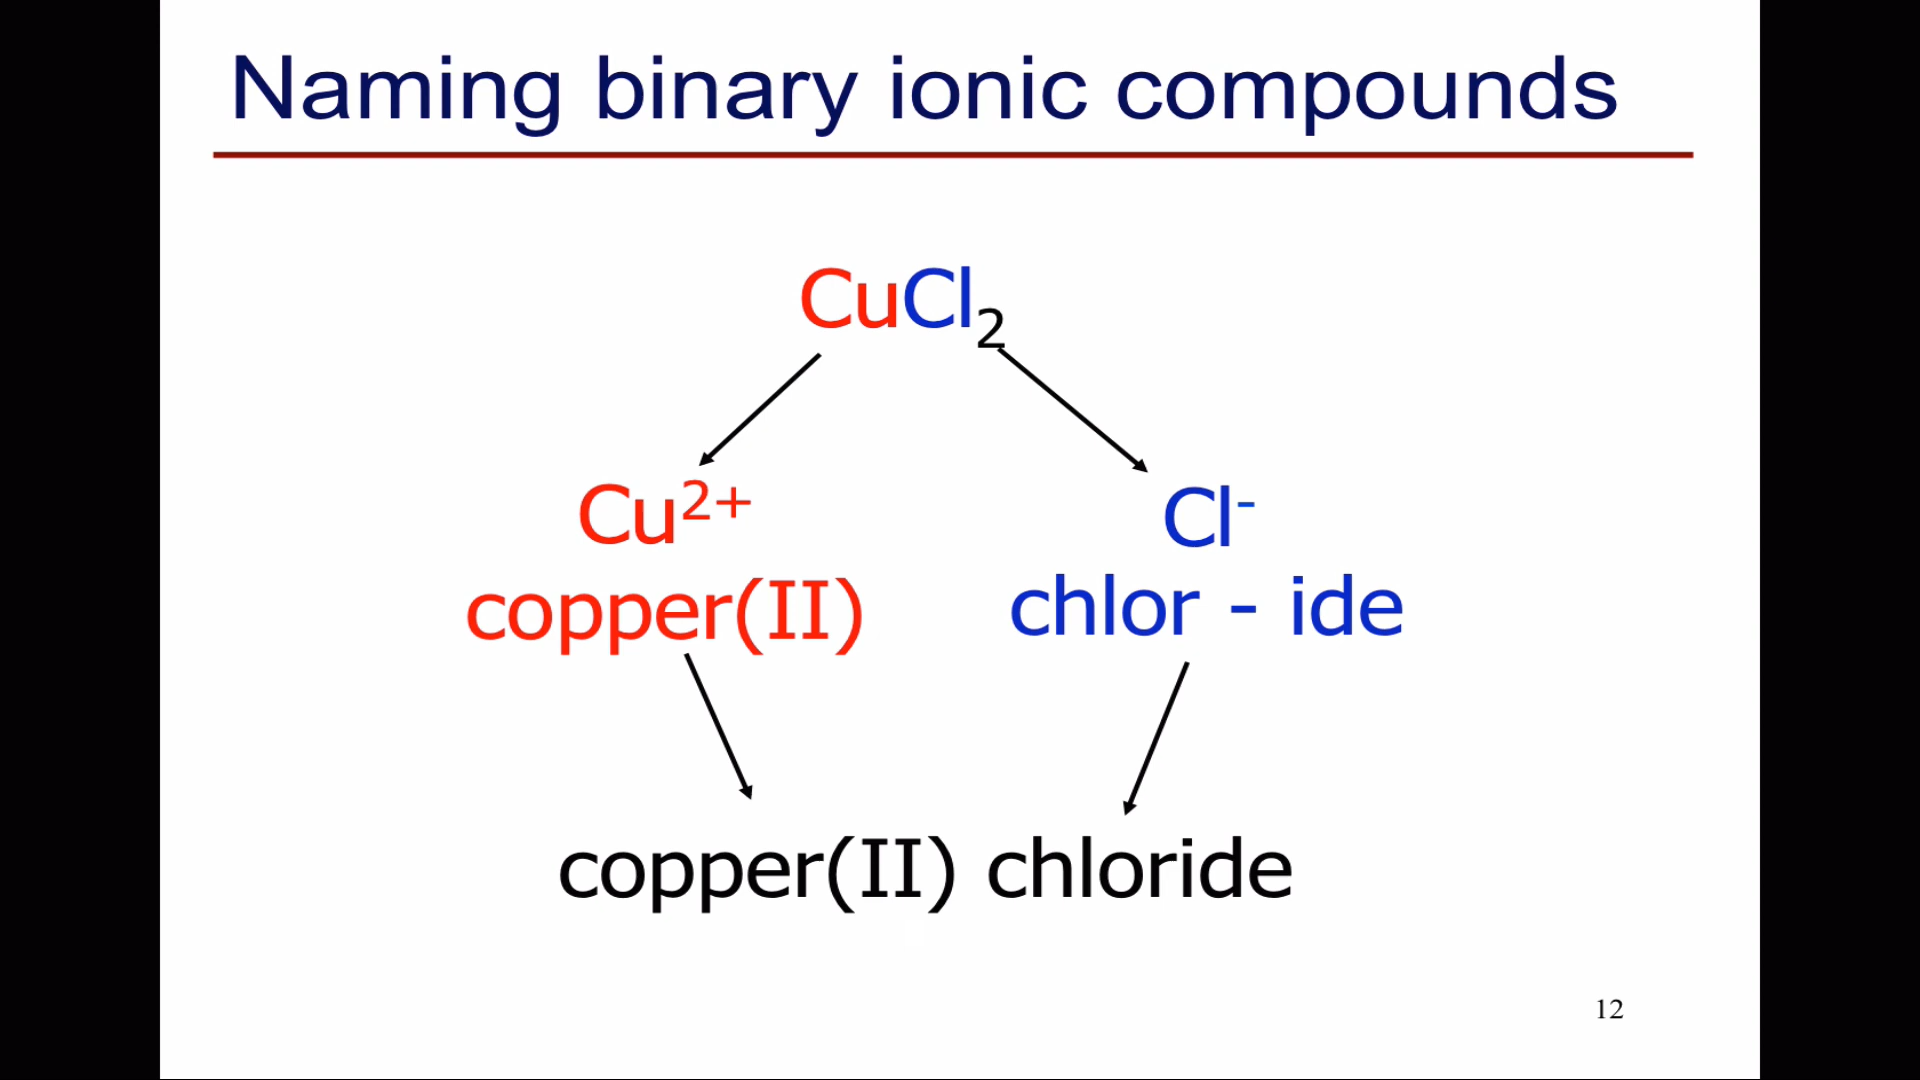 Naming binary ionic compounds
CuCl₂
Cu²⁺ Cl⁻
copper(II) chlor - ide
copper(II) chloride
12